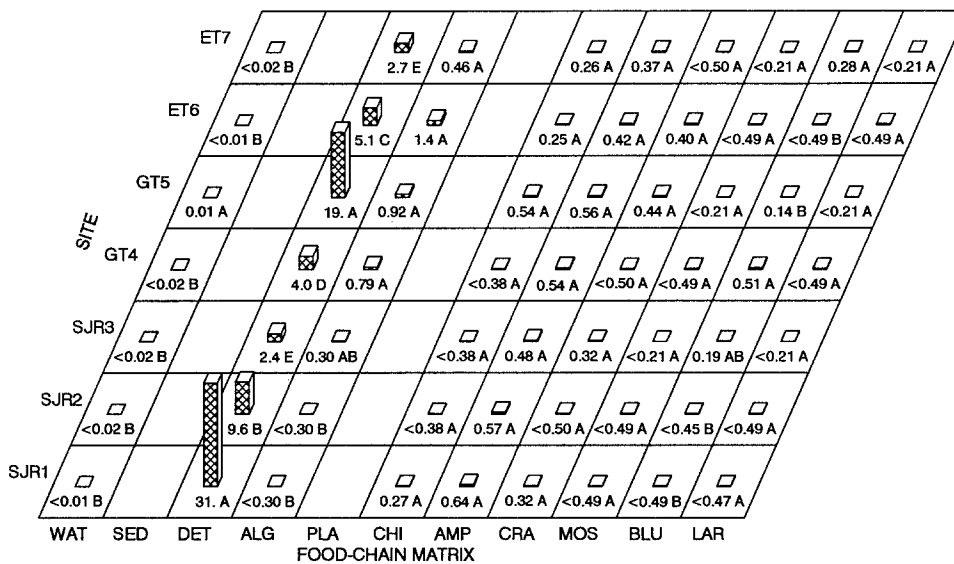 ET7
<0.02 B 2.7 E 0.46 A 0.26 A 0.37 A <0.50 A <0.21 A 0.28 A <0.21 A
ET6
<0.01 B 5.1 C 1.4 A 0.25 A 0.42 A 0.40 A <0.49 A <0.49 B <0.49 A
GT5
0.01 A 19. A 0.92 A 0.54 A 0.56 A 0.44 A <0.21 A 0.14 B <0.21 A
SITE
GT4
<0.02 B 4.0 D 0.79 A <0.38 A 0.54 A <0.50 A <0.49 A 0.51 A <0.49 A
SJR3
<0.02 B 2.4 E 0.30 AB <0.38 A 0.48 A 0.32 A <0.21 A 0.19 AB <0.21 A
SJR2
<0.02 B 9.6 B <0.30 B <0.38 A 0.57 A <0.50 A <0.49 A <0.45 B <0.49 A
SJR1
<0.01 B 31. A <0.30 B 0.27 A 0.64 A 0.32 A <0.49 A <0.49 B <0.47 A
WAT SED DET ALG PLA CHI AMP CRA MOS BLU LAR
FOOD-CHAIN MATRIX